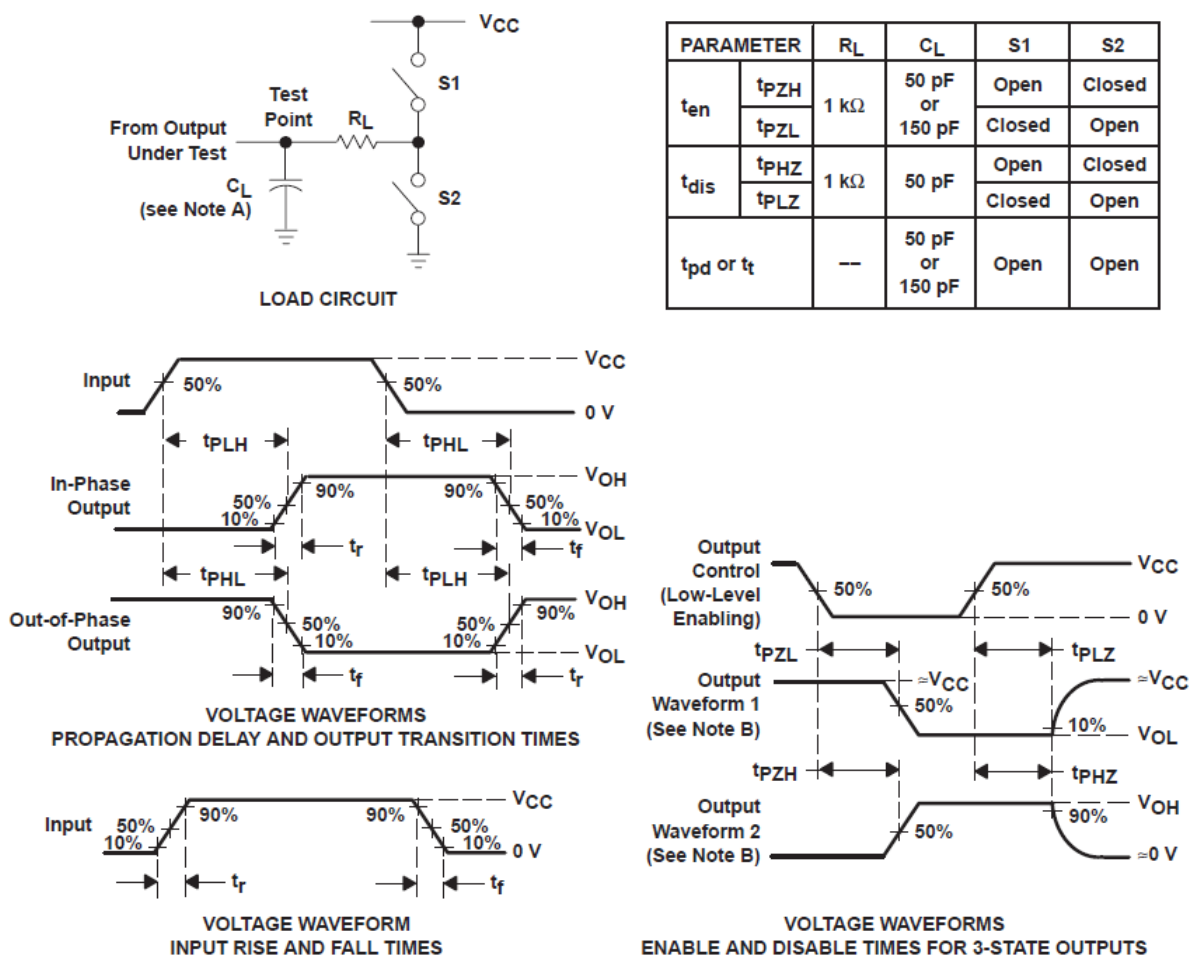 VCC
S1
Test
Point
RL
From Output
Under Test
CL
(see Note A)
S2
LOAD CIRCUIT
PARAMETER RL CL S1 S2
ten tPZH 1 kΩ 50 pF or 150 pF Open Closed
tPZL Closed Open
tdis tPHZ 1 kΩ 50 pF Open Closed
tPLZ Closed Open
tpd or tt –– 50 pF or 150 pF Open Open
Input 50% 50% VCC
0 V
tPLH tPHL
In-Phase
Output
50%
10%
90% 90%
50%
10%
VOH
VOL
tr tf
tPHL tPLH
Out-of-Phase
Output
90%
50%
10%
50%
10%
90%
VOH
VOL
tf tr
VOLTAGE WAVEFORMS
PROPAGATION DELAY AND OUTPUT TRANSITION TIMES
Input
50%
10%
90% 90%
50%
10%
VCC
0 V
tr tf
VOLTAGE WAVEFORM
INPUT RISE AND FALL TIMES
Output
Control
(Low-Level
Enabling)
50% 50%
VCC
0 V
tPZL tPLZ
Output
Waveform 1
(See Note B)
≈VCC
50%
≈VCC
10%
VOL
tPZH tPHZ
Output
Waveform 2
(See Note B)
50%
VOH
90%
≈0 V
VOLTAGE WAVEFORMS
ENABLE AND DISABLE TIMES FOR 3-STATE OUTPUTS